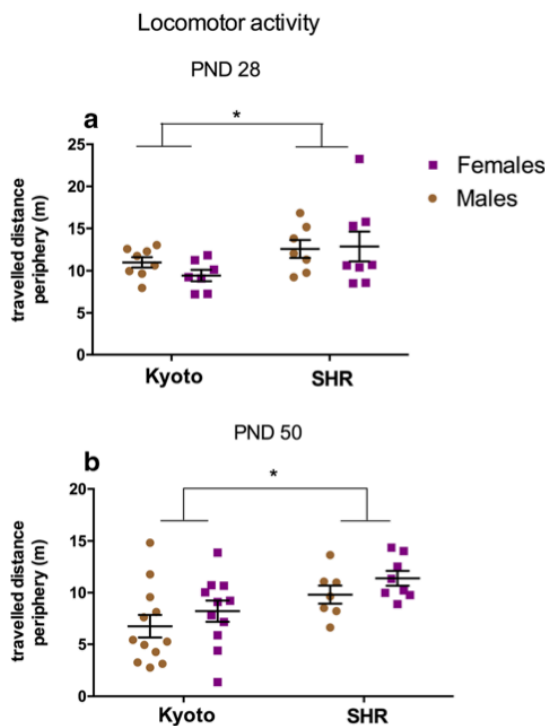 Locomotor activity
PND 28
a
*
25
20
15
10
5
0
travelled distance
periphery (m)
Kyoto
SHR
Females
Males
PND 50
b
*
20
15
10
5
0
travelled distance
periphery (m)
Kyoto
SHR